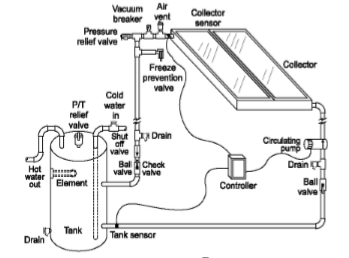 Vacuum
breaker
Air
vent
Collector
sensor
Pressure
relief valve
Collector
Freeze
prevention
valve
Cold
water
in
P/T
relief
valve
Shut
off
valve
Drain
Circulating
pump
Hot
water
out
Ball
valve
Check
valve
Drain
Element
Controller
Ball
valve
Drain
Tank
Tank sensor